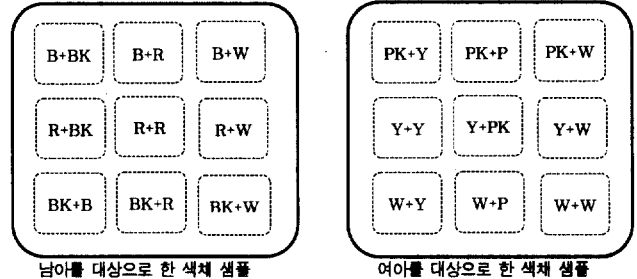 B+BK B+R B+W
R+BK R+R R+W
BK+B BK+R BK+W
남아를 대상으로 한 색채 샘플
PK+Y PK+P PK+W
Y+Y Y+PK Y+W
W+Y W+P W+W
여아를 대상으로 한 색채 샘플